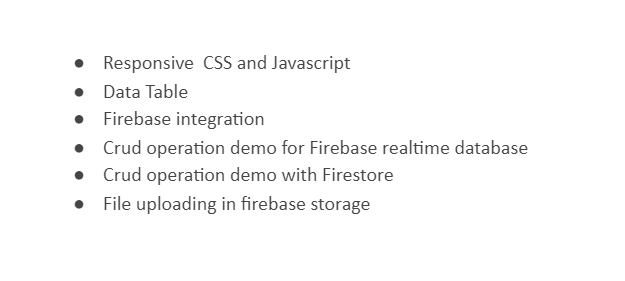 ● Responsive  CSS and Javascript
● Data Table
● Firebase integration
● Crud operation demo for Firebase realtime database
● Crud operation demo with Firestore
● File uploading in firebase storage